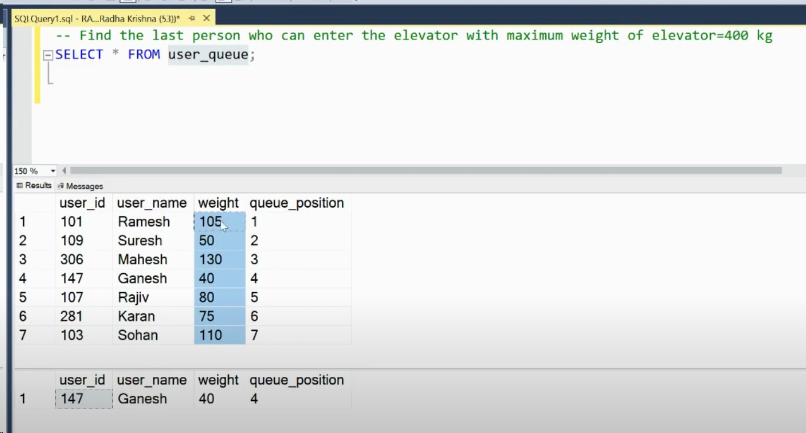 SQLQuery1.sql - RA...Radha Krishna (53))*
-- Find the last person who can enter the elevator with maximum weight of elevator=400 kg
SELECT * FROM user_queue;
150 %
Results Messages
user_id user_name weight queue_position
1 101 Ramesh 105 1
2 109 Suresh 50 2
3 306 Mahesh 130 3
4 147 Ganesh 40 4
5 107 Rajiv 80 5
6 281 Karan 75 6
7 103 Sohan 110 7
user_id user_name weight queue_position
1 147 Ganesh 40 4